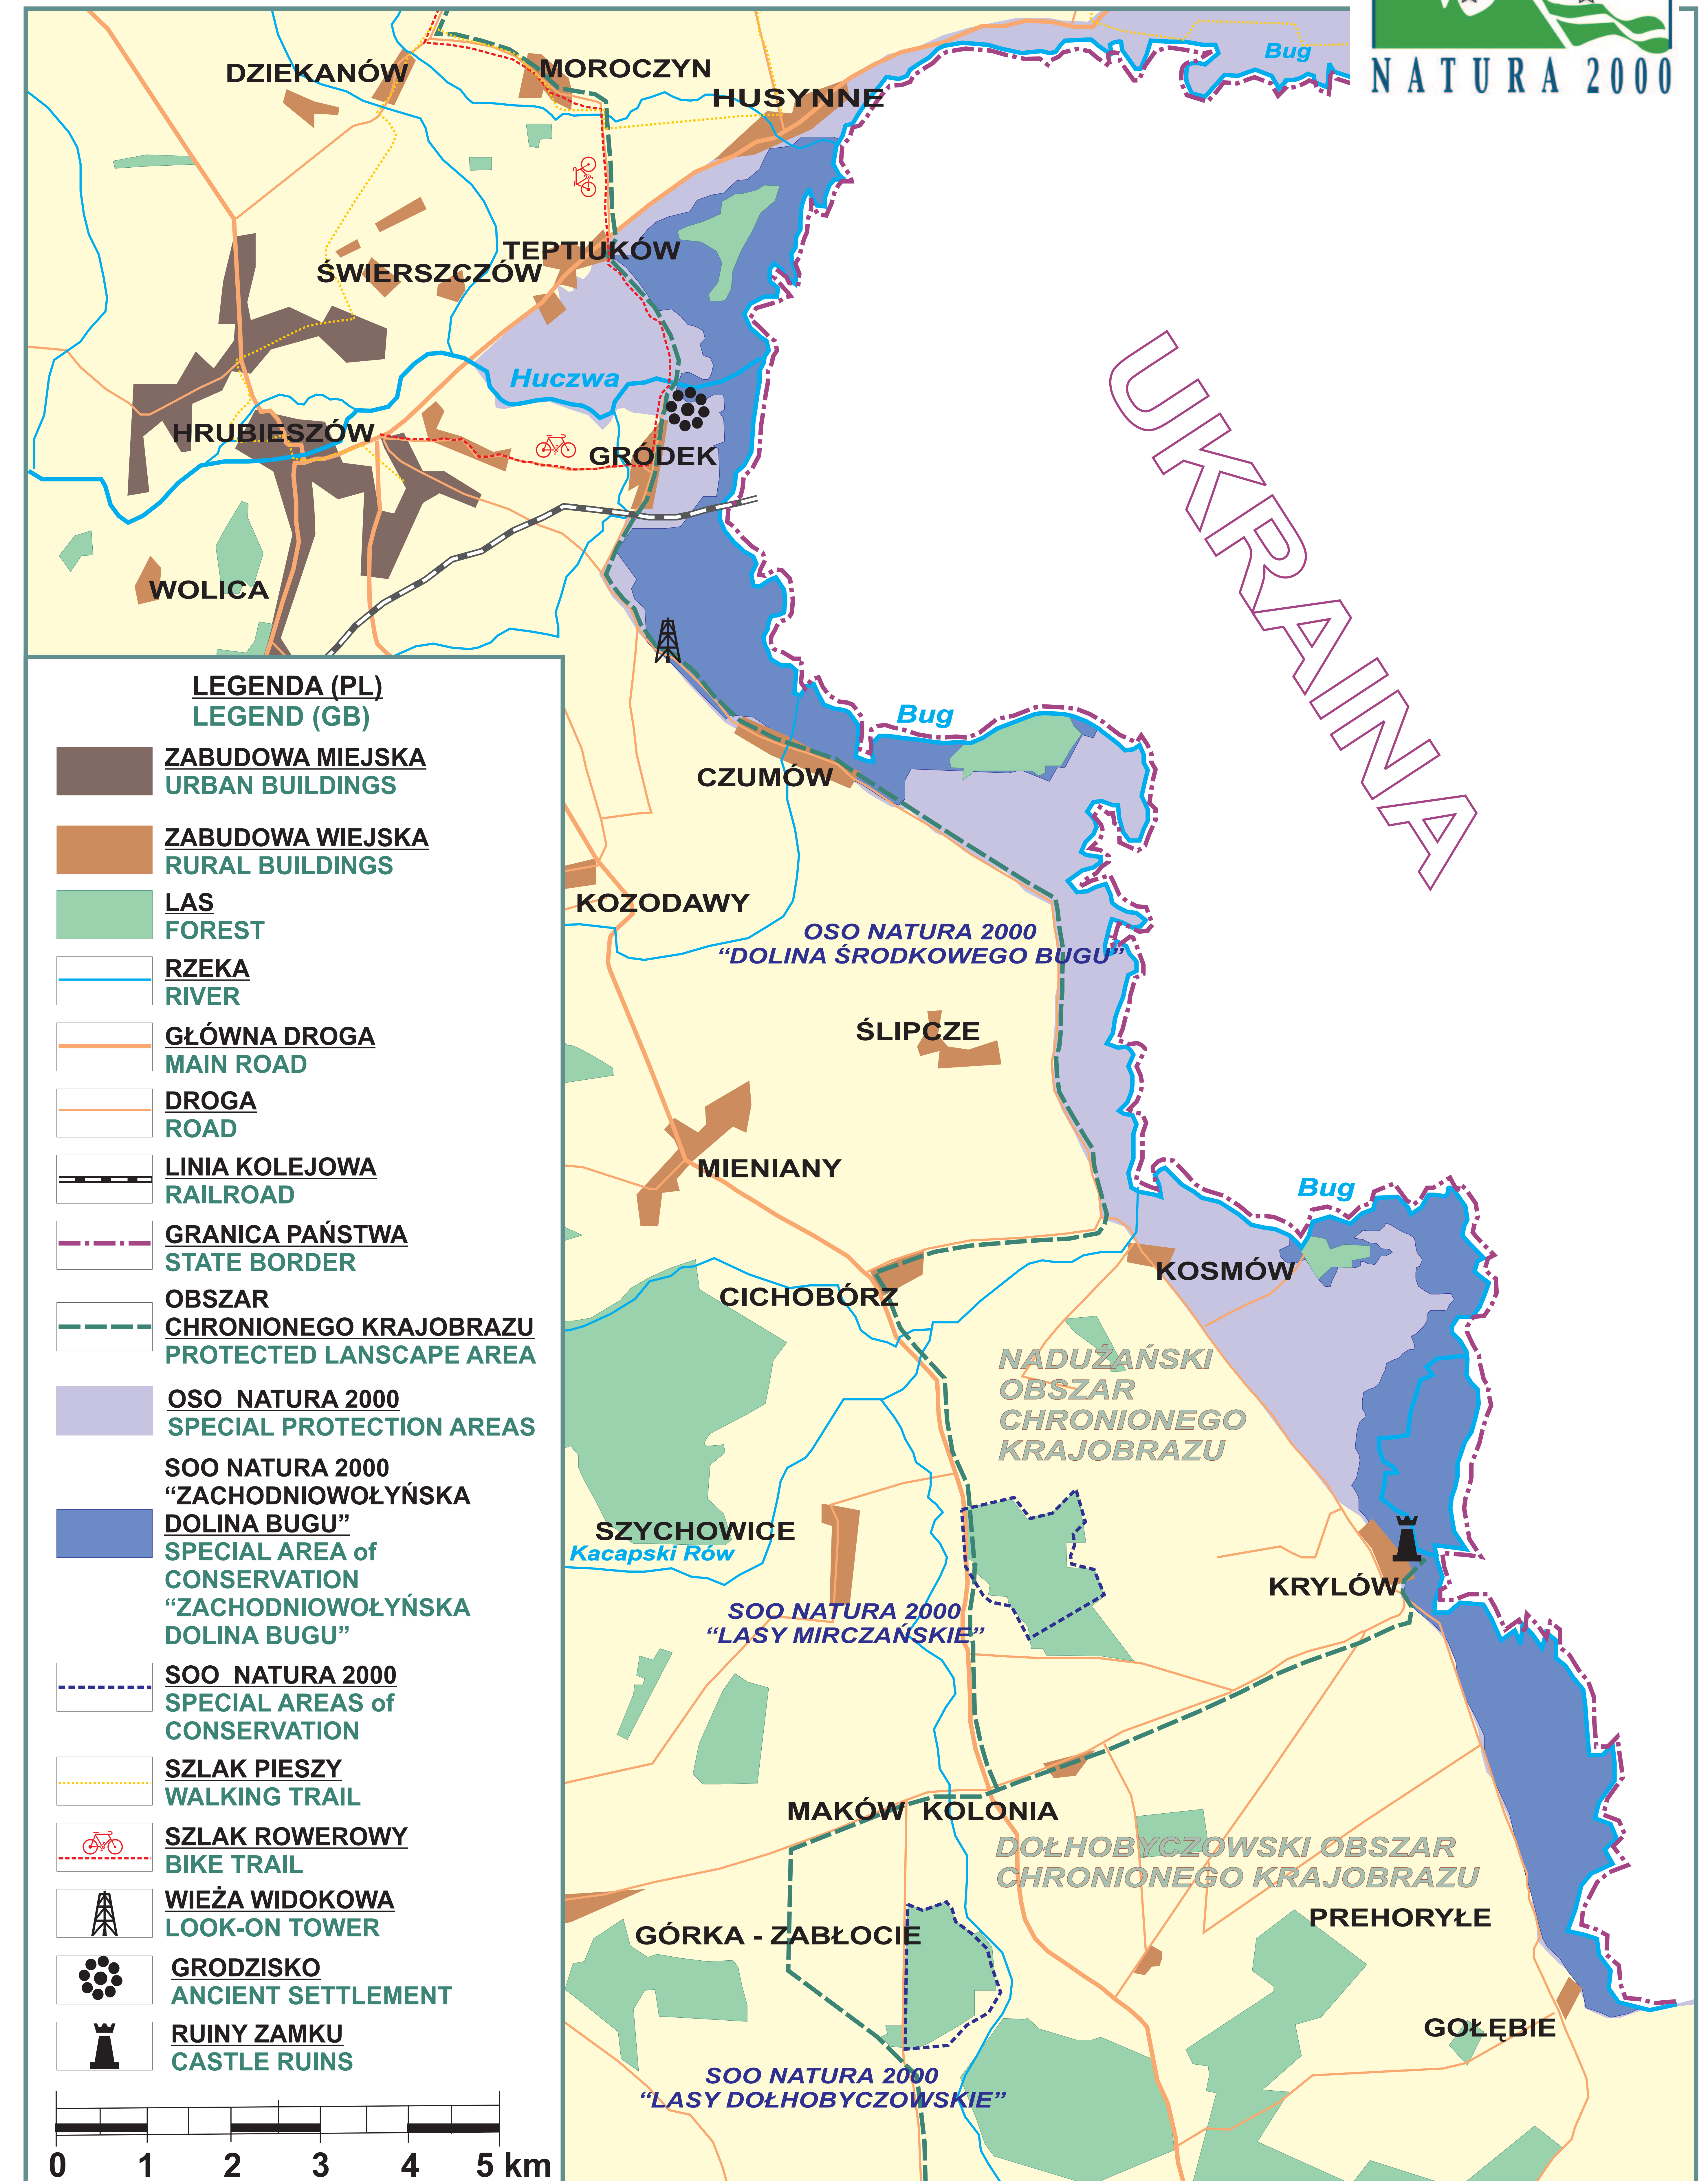 NATURA 2000
Bug
DZIEKANÓW
MOROCZYN
HUSYNNE
TEPTIUKÓW
ŚWIERSZCZÓW
Huczwa
HRUBIESZÓW
GRÓDEK
WOLICA
UKRAINA
Bug
CZUMÓW
KOZODAWY
OSO NATURA 2000
“DOLINA ŚRODKOWEGO BUGU”
ŚLIPCZE
MIENIANY
Bug
KOSMÓW
CICHOBÓRZ
NADUŻAŃSKI
OBSZAR
CHRONIONEGO
KRAJOBRAZU
SZYCHOWICE
Kacapski Rów
KRYLÓW
SOO NATURA 2000
“LASY MIRCZAŃSKIE”
MAKÓW KOLONIA
DOŁHOBYCZOWSKI OBSZAR
CHRONIONEGO KRAJOBRAZU
PREHORYŁE
GÓRKA - ZABŁOCIE
GOŁĘBIE
SOO NATURA 2000
“LASY DOŁHOBYCZOWSKIE”
LEGENDA (PL)
LEGEND (GB)
ZABUDOWA MIEJSKA
URBAN BUILDINGS
ZABUDOWA WIEJSKA
RURAL BUILDINGS
LAS
FOREST
RZEKA
RIVER
GŁÓWNA DROGA
MAIN ROAD
DROGA
ROAD
LINIA KOLEJOWA
RAILROAD
GRANICA PAŃSTWA
STATE BORDER
OBSZAR
CHRONIONEGO KRAJOBRAZU
PROTECTED LANSCAPE AREA
OSO NATURA 2000
SPECIAL PROTECTION AREAS
SOO NATURA 2000
“ZACHODNIOWOŁYŃSKA
DOLINA BUGU”
SPECIAL AREA of
CONSERVATION
“ZACHODNIOWOŁYŃSKA
DOLINA BUGU”
SOO NATURA 2000
SPECIAL AREAS of
CONSERVATION
SZLAK PIESZY
WALKING TRAIL
SZLAK ROWEROWY
BIKE TRAIL
WIEŻA WIDOKOWA
LOOK-ON TOWER
GRODZISKO
ANCIENT SETTLEMENT
RUINY ZAMKU
CASTLE RUINS
0 1 2 3 4 5 km